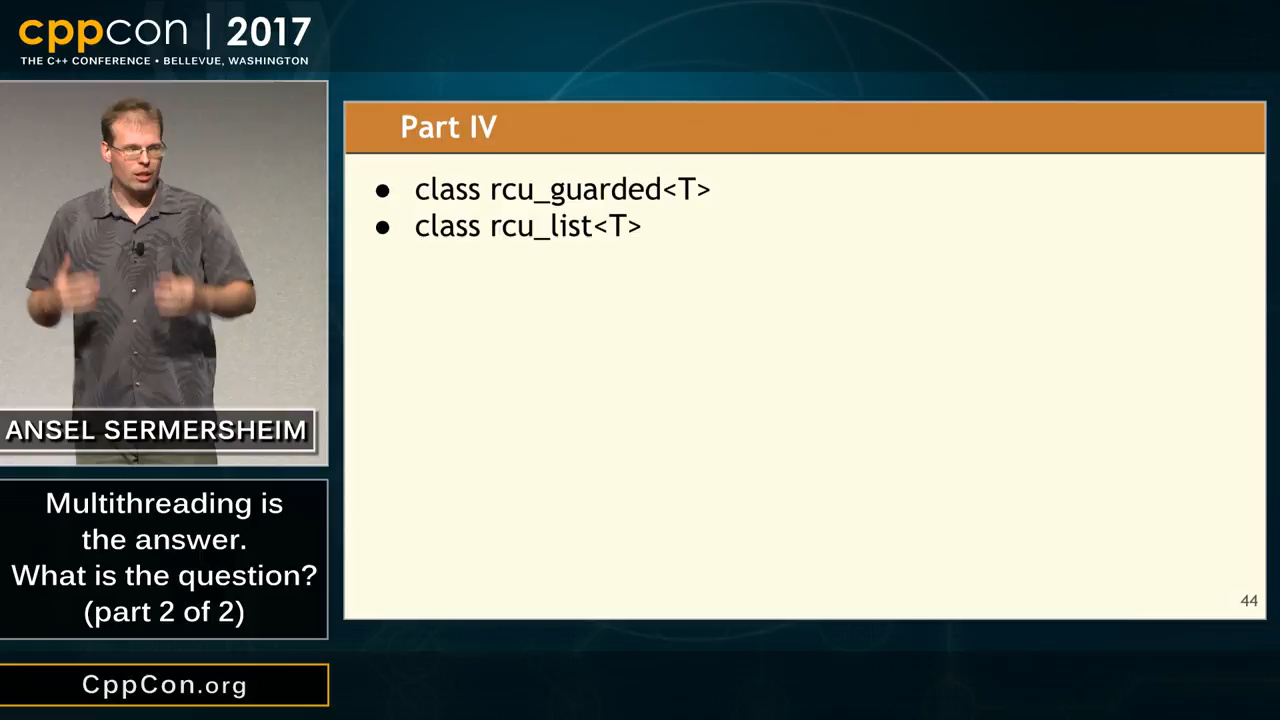 cppcon | 2017
THE C++ CONFERENCE • BELLEVUE, WASHINGTON
Part IV
● class rcu_guarded<T>
● class rcu_list<T>
44
ANSEL SERMERSHEIM
Multithreading is
the answer.
What is the question?
(part 2 of 2)
CppCon.org